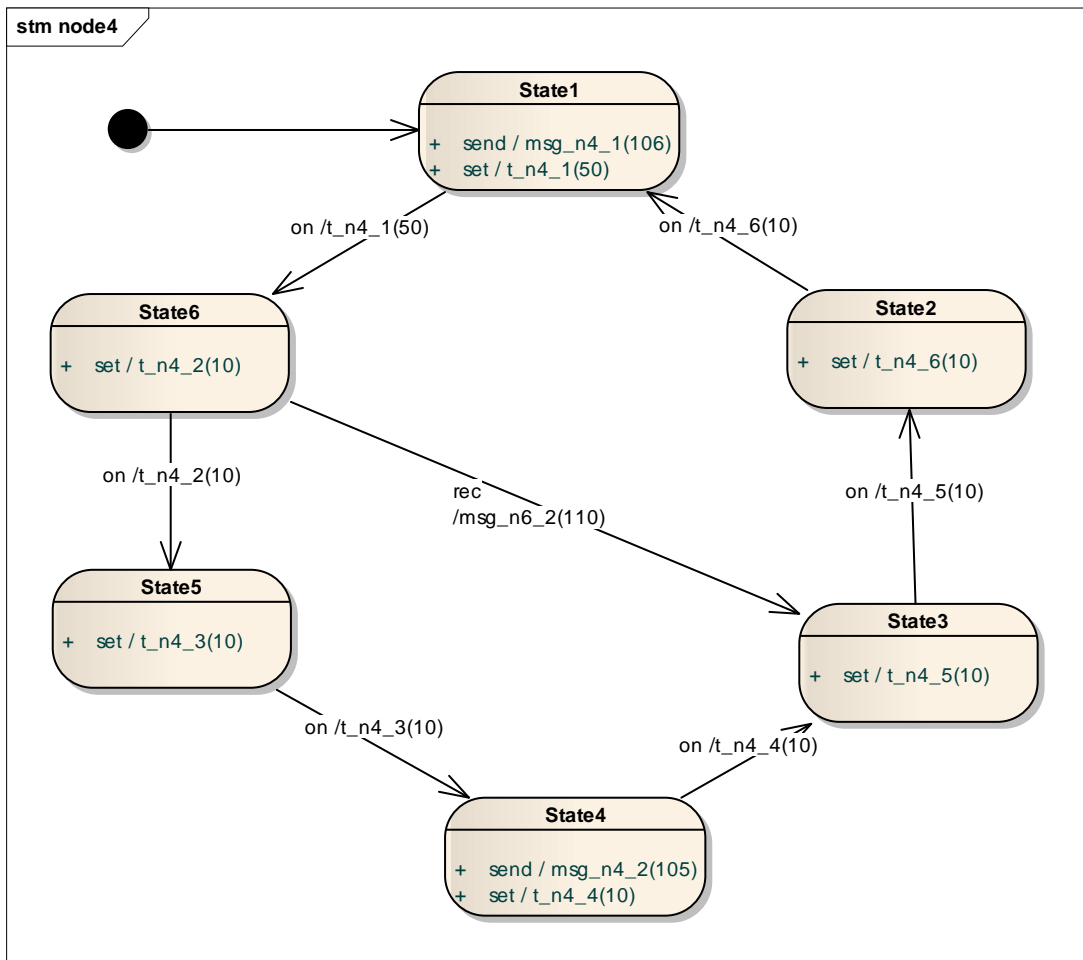 stm node4
State1
+ send / msg_n4_1(106)
+ set / t_n4_1(50)
on /t_n4_1(50)
on /t_n4_6(10)
State6
+ set / t_n4_2(10)
State2
+ set / t_n4_6(10)
on /t_n4_2(10)
rec
/msg_n6_2(110)
on /t_n4_5(10)
State5
+ set / t_n4_3(10)
State3
+ set / t_n4_5(10)
on /t_n4_3(10)
on /t_n4_4(10)
State4
+ send / msg_n4_2(105)
+ set / t_n4_4(10)